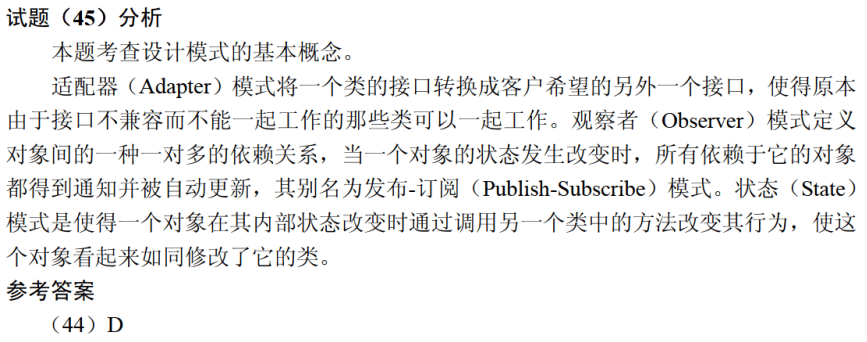 试题（45）分析
本题考查设计模式的基本概念。
适配器（Adapter）模式将一个类的接口转换成客户希望的另外一个接口，使得原本
由于接口不兼容而不能一起工作的那些类可以一起工作。观察者（Observer）模式定义
对象间的一种一对多的依赖关系，当一个对象的状态发生改变时，所有依赖于它的对象
都得到通知并被自动更新，其别名为发布-订阅（Publish-Subscribe）模式。状态（State）
模式是使得一个对象在其内部状态改变时通过调用另一个类中的方法改变其行为，使这
个对象看起来如同修改了它的类。
参考答案
（44）D